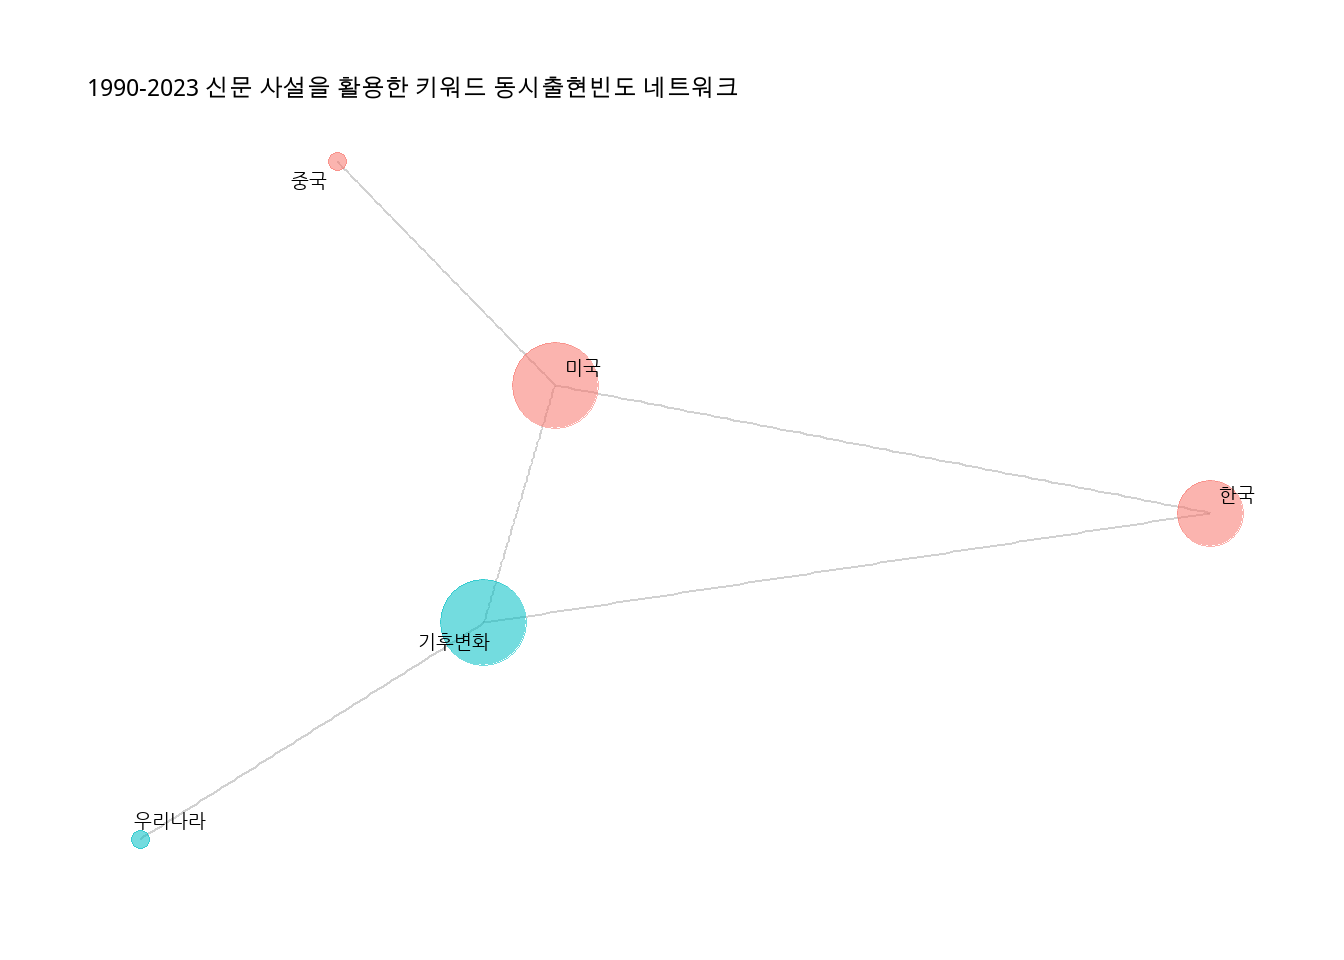 1990-2023 신문 사설을 활용한 키워드 동시출현빈도 네트워크
중국
미국
한국
기후변화
우리나라